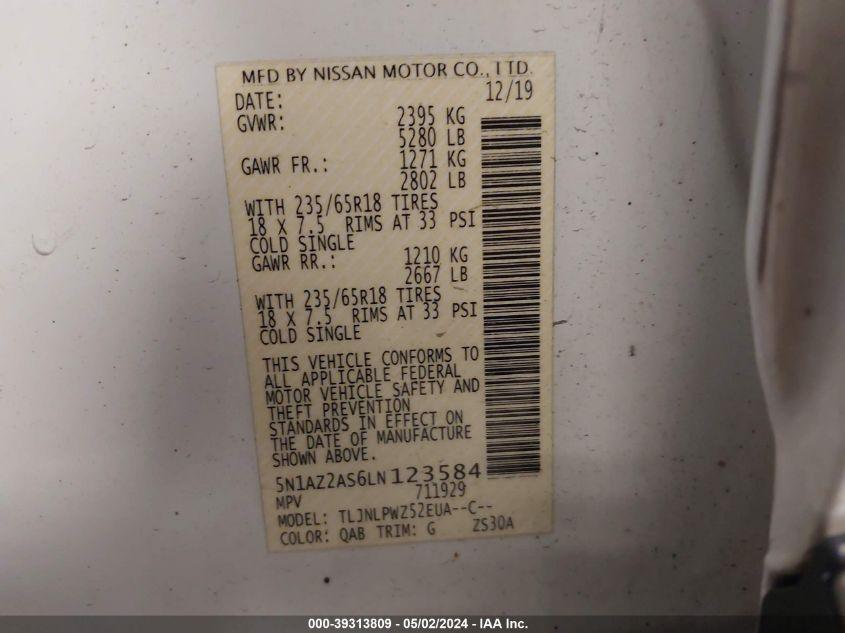 MFD BY NISSAN MOTOR CO., LTD.
DATE: 12/19
GVWR: 2395 KG
5280 LB
GAWR FR.: 1271 KG
2802 LB
WITH 235/65R18 TIRES
18 X 7.5 RIMS AT 33 PSI
COLD SINGLE
GAWR RR.: 1210 KG
2667 LB
WITH 235/65R18 TIRES
18 X 7.5 RIMS AT 33 PSI
COLD SINGLE
THIS VEHICLE CONFORMS TO
ALL APPLICABLE FEDERAL
MOTOR VEHICLE SAFETY AND
THEFT PREVENTION
STANDARDS IN EFFECT ON
THE DATE OF MANUFACTURE
SHOWN ABOVE.
5N1AZ2AS6LN123584
MPV 711929
MODEL: TLJNLPWZ52EUA--C--
COLOR: QAB TRIM: G ZS30A
000-39313809 - 05/02/2024 - IAA Inc.